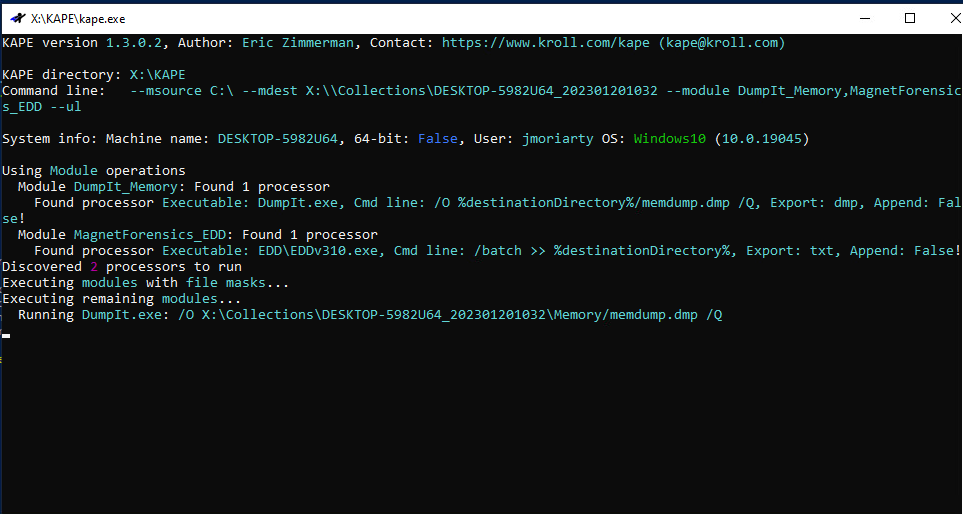 X:\KAPE\kape.exe
KAPE version 1.3.0.2, Author: Eric Zimmerman, Contact: https://www.kroll.com/kape (kape@kroll.com)
KAPE directory: X:\KAPE
Command line:   --msource C:\ --mdest X:\\Collections\DESKTOP-5982U64_202301201032 --module DumpIt_Memory,MagnetForensic
s_EDD --ul
System info: Machine name: DESKTOP-5982U64, 64-bit: False, User: jmoriarty OS: Windows10 (10.0.19045)
Using Module operations
  Module DumpIt_Memory: Found 1 processor
    Found processor Executable: DumpIt.exe, Cmd line: /O %destinationDirectory%/memdump.dmp /Q, Export: dmp, Append: Fal
se!
  Module MagnetForensics_EDD: Found 1 processor
    Found processor Executable: EDD\EDDv310.exe, Cmd line: /batch >> %destinationDirectory%, Export: txt, Append: False!
Discovered 2 processors to run
Executing modules with file masks...
Executing remaining modules...
  Running DumpIt.exe: /O X:\Collections\DESKTOP-5982U64_202301201032\Memory/memdump.dmp /Q